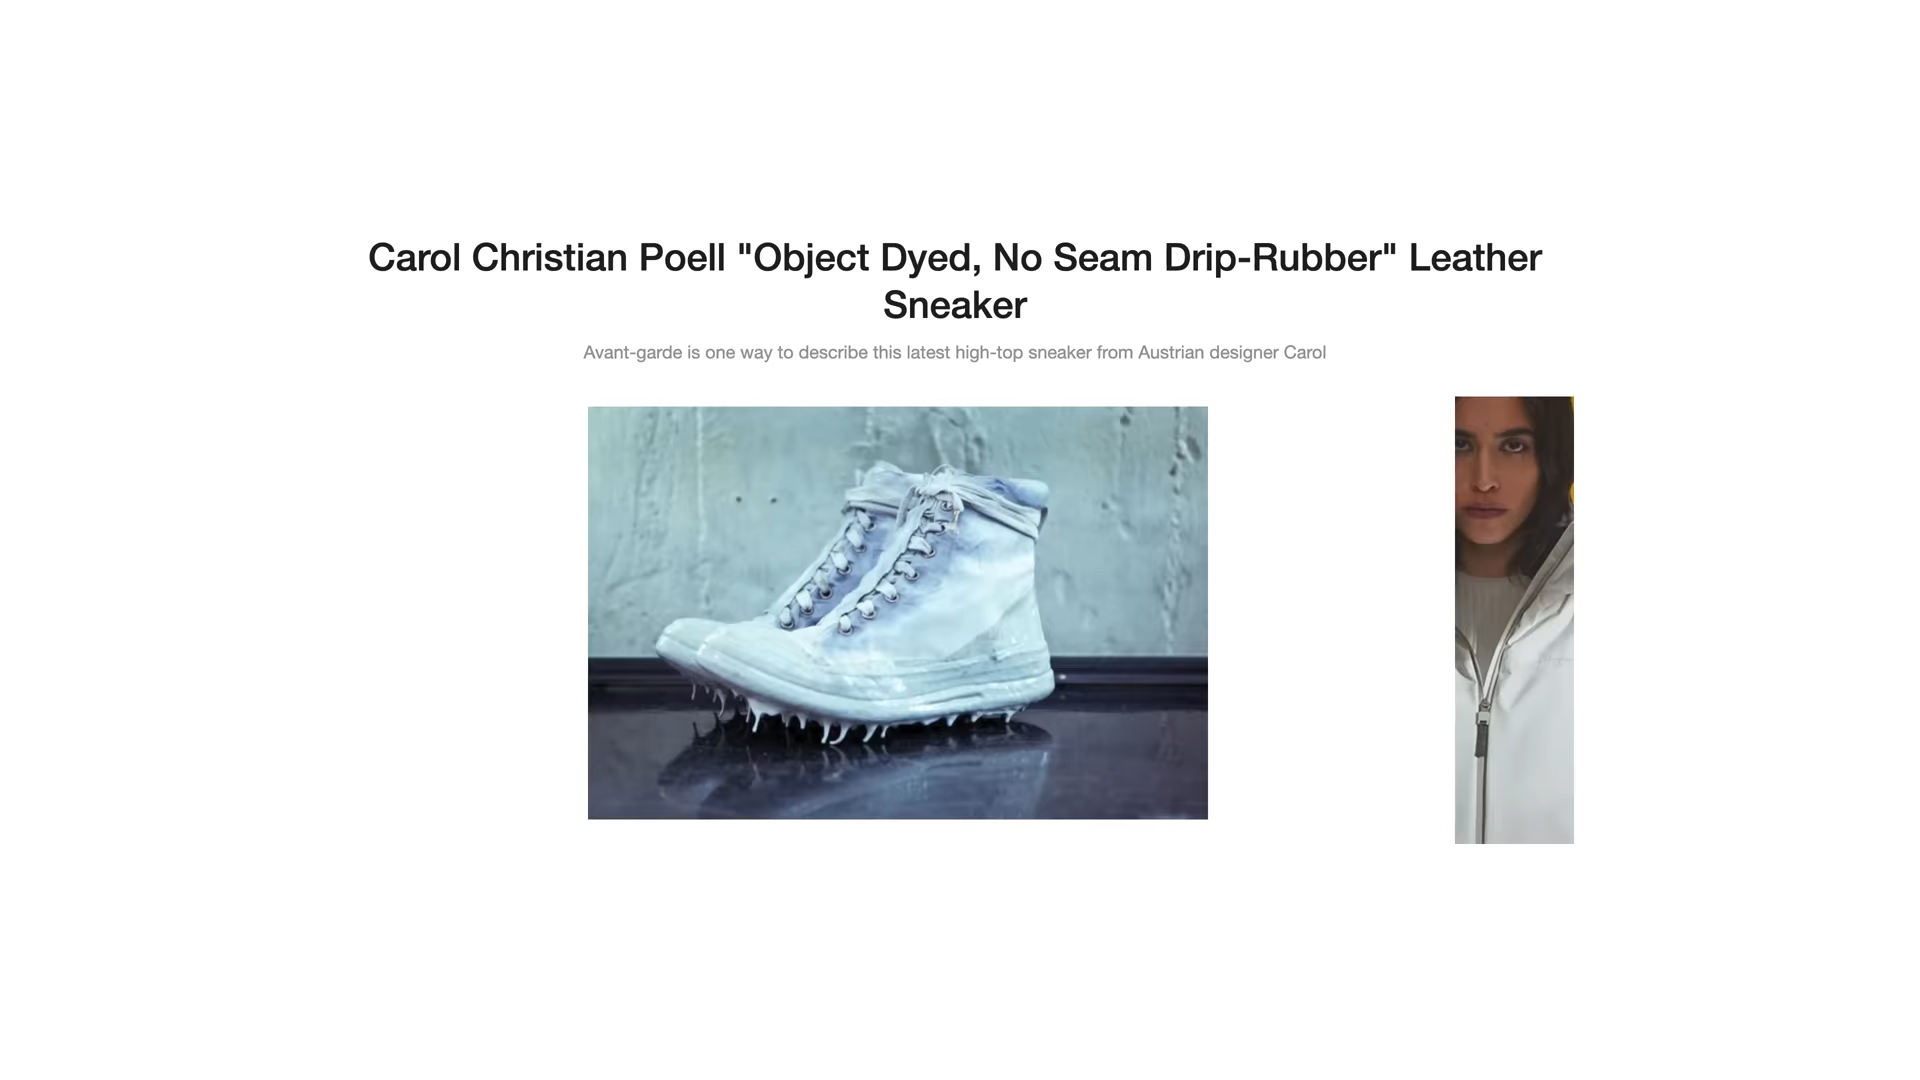 Carol Christian Poell "Object Dyed, No Seam Drip-Rubber" Leather
Sneaker
Avant-garde is one way to describe this latest high-top sneaker from Austrian designer Carol